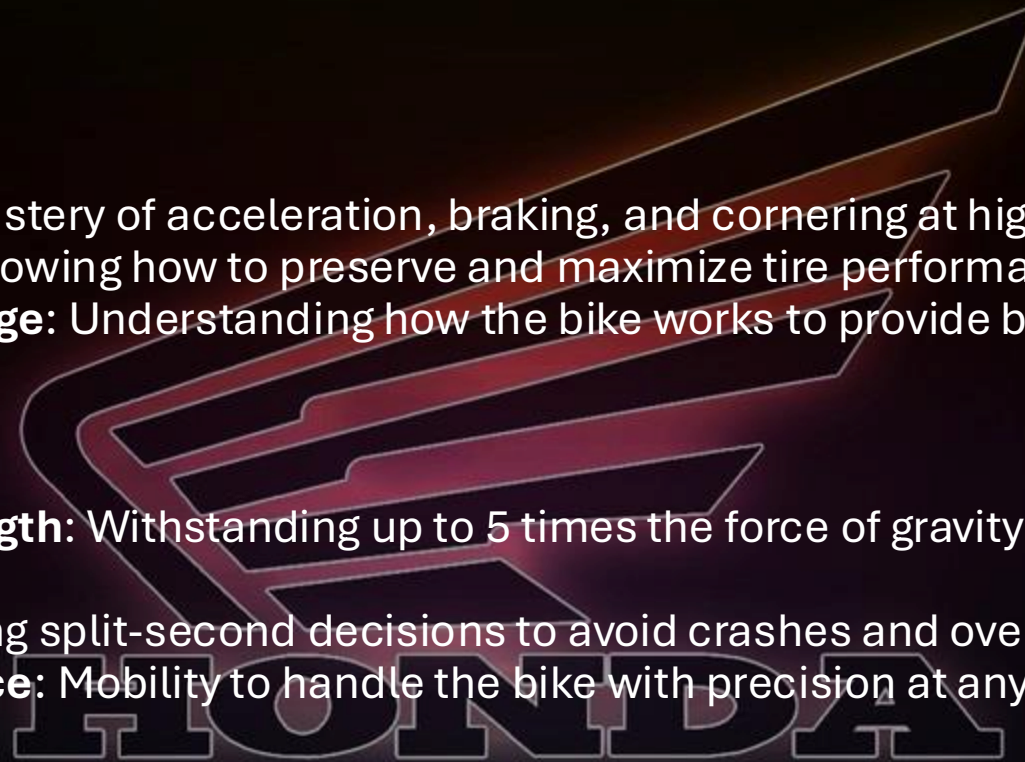 stery of acceleration, braking, and cornering at hig
owing how to preserve and maximize tire performa
ge: Understanding how the bike works to provide b
gth: Withstanding up to 5 times the force of gravity
ng split-second decisions to avoid crashes and ove
ce: Mobility to handle the bike with precision at any
HONDA